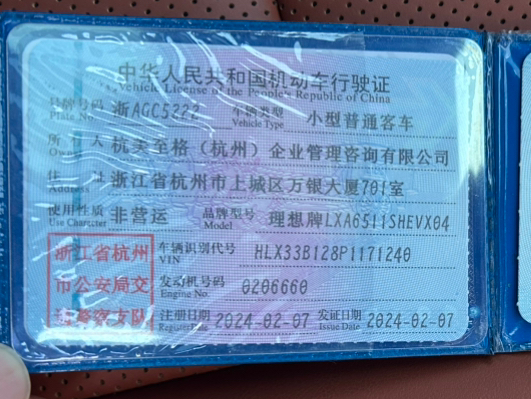 中华人民共和国机动车行驶证
Vehicle License of the People's Republic of China
号牌号码 浙AGC5222 车辆类型 小型普通客车
Plate No. Vehicle Type
所有人 杭实至格（杭州）企业管理咨询有限公司
Owner
住址 浙江省杭州市上城区万银大厦701室
Address
使用性质 非营运 品牌型号 理想牌LXA6511SHEVX04
Use Character Model
浙江省杭州
市公安局交
通警察支队
车辆识别代号 HLX33B128P1171240
VIN
发动机号码 0206660
Engine No.
注册日期 2024-02-07 发证日期 2024-02-07
Register Date Issue Date